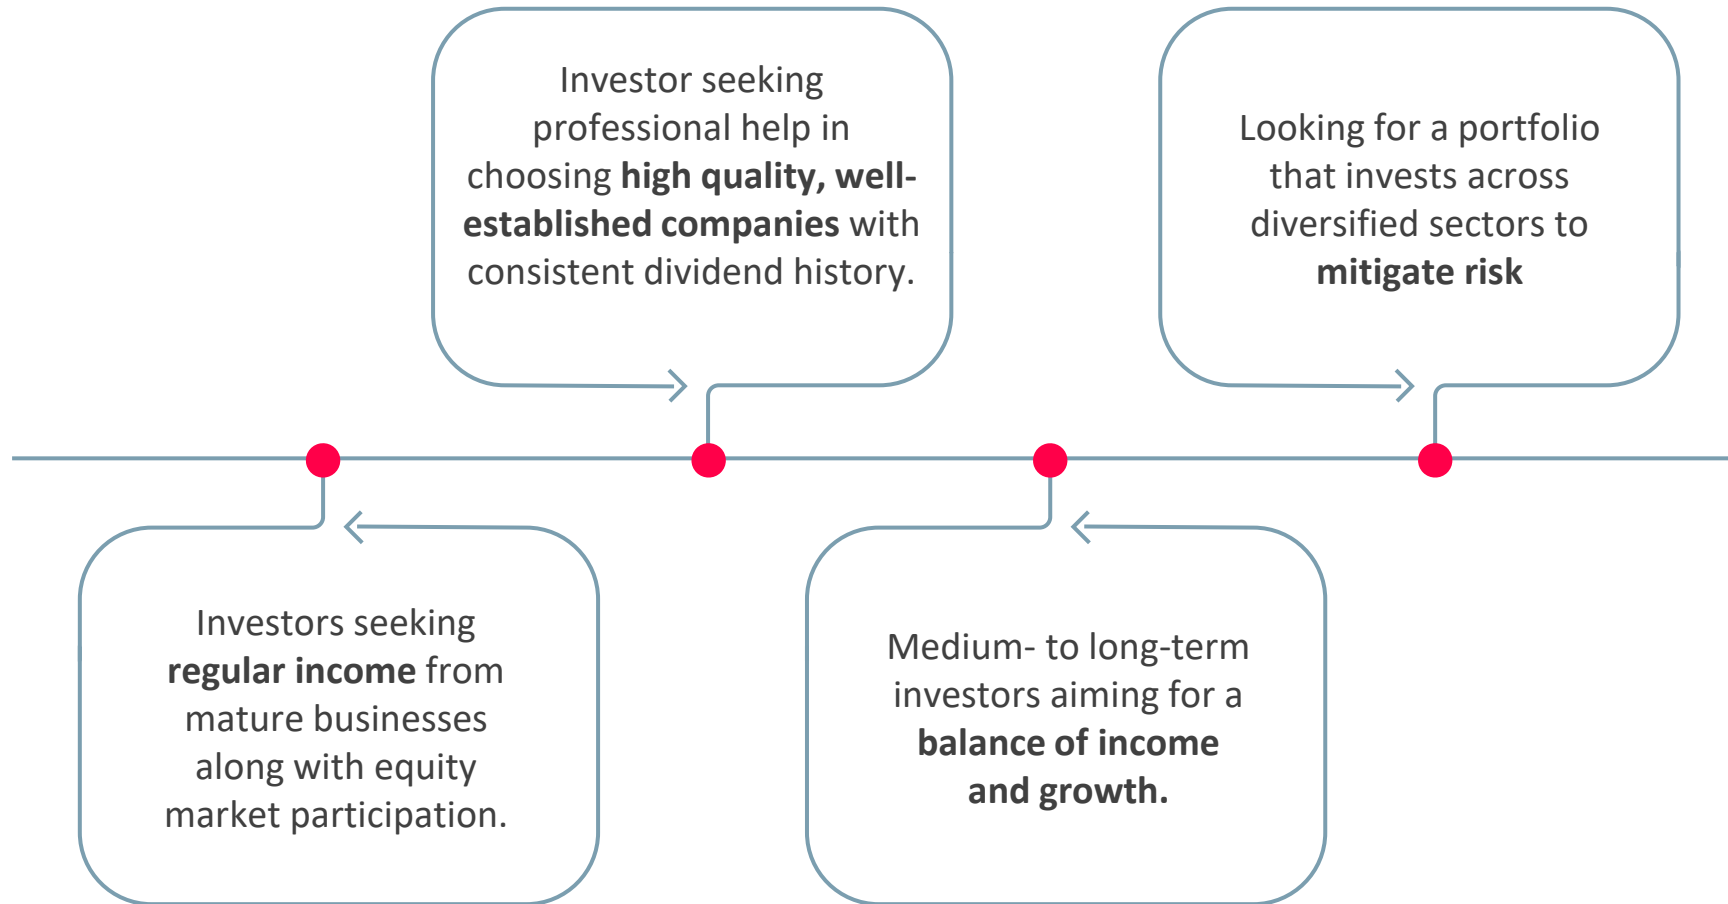 Investor seeking
professional help in
choosing high quality, well-
established companies with
consistent dividend history.
Looking for a portfolio
that invests across
diversified sectors to
mitigate risk
Investors seeking
regular income from
mature businesses
along with equity
market participation.
Medium- to long-term
investors aiming for a
balance of income
and growth.